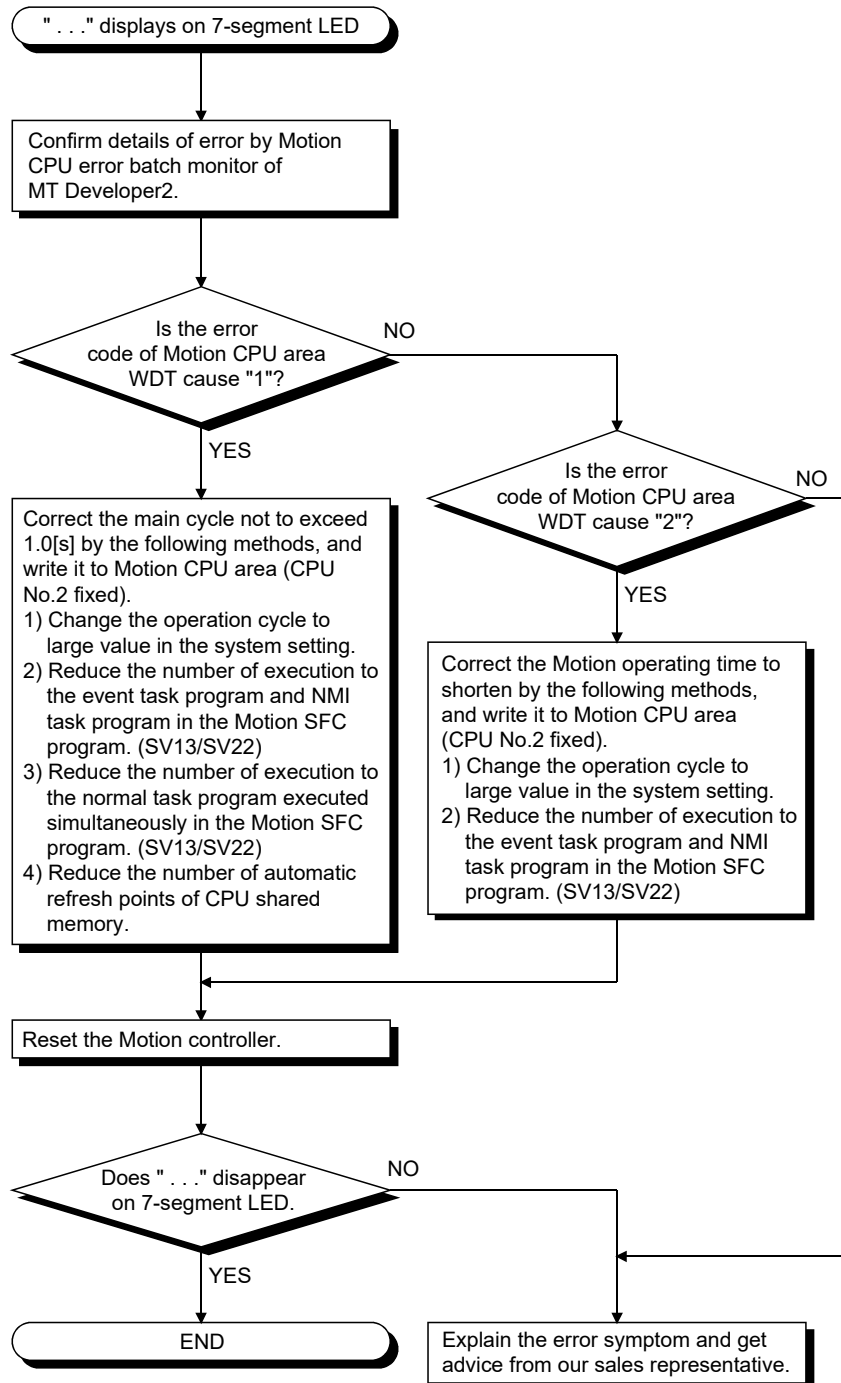 " . . ." displays on 7-segment LED
Confirm details of error by Motion
CPU error batch monitor of
MT Developer2.
Is the error
code of Motion CPU area
WDT cause "1"?
NO
YES
Is the error
code of Motion CPU area
WDT cause "2"?
NO
YES
Correct the main cycle not to exceed
1.0[s] by the following methods, and
write it to Motion CPU area (CPU
No.2 fixed).
1) Change the operation cycle to
large value in the system setting.
2) Reduce the number of execution to
the event task program and NMI
task program in the Motion SFC
program. (SV13/SV22)
3) Reduce the number of execution to
the normal task program executed
simultaneously in the Motion SFC
program. (SV13/SV22)
4) Reduce the number of automatic
refresh points of CPU shared
memory.
Correct the Motion operating time to
shorten by the following methods,
and write it to Motion CPU area
(CPU No.2 fixed).
1) Change the operation cycle to
large value in the system setting.
2) Reduce the number of execution to
the event task program and NMI
task program in the Motion SFC
program. (SV13/SV22)
Reset the Motion controller.
Does " . . ." disappear
on 7-segment LED.
NO
YES
END
Explain the error symptom and get
advice from our sales representative.